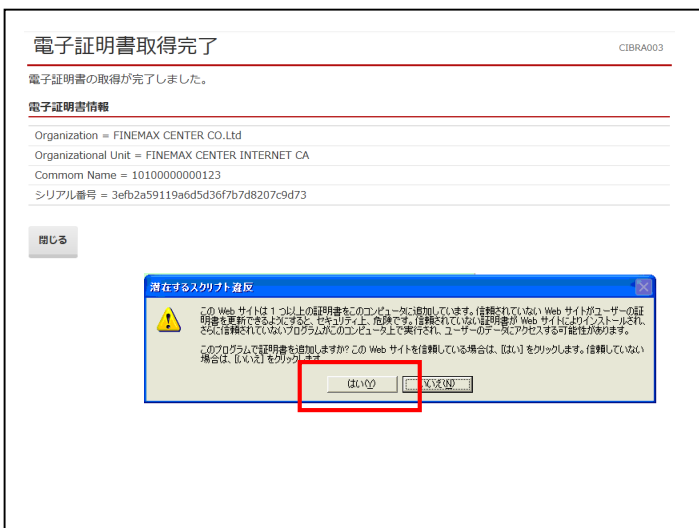 電子証明書取得完了
CIBRA003
電子証明書の取得が完了しました。
電子証明書情報
Organization = FINEMAX CENTER CO.Ltd
Organizational Unit = FINEMAX CENTER INTERNET CA
Commom Name = 10100000000123
シリアル番号 = 3efb2a59119a6d5d36f7b7d8207c9d73
閉じる
潜在するスクリプト違反
この Web サイトは 1 つ以上の証明書をこのコンピュータに追加しています。信頼されていない Web サイトがユーザーの証
明書を更新できるようにすると、セキュリティ上、危険です。信頼されていない証明書が Web サイトによりインストールされ、
さらに信頼されていないプログラムがこのコンピュータ上で実行され、ユーザーのデータにアクセスする可能性があります。
このプログラムで証明書を追加しますか? この Web サイトを信頼している場合は、[はい] をクリックします。信頼していない
場合は、[いいえ] をクリックします。
はい(Y)
いいえ(N)